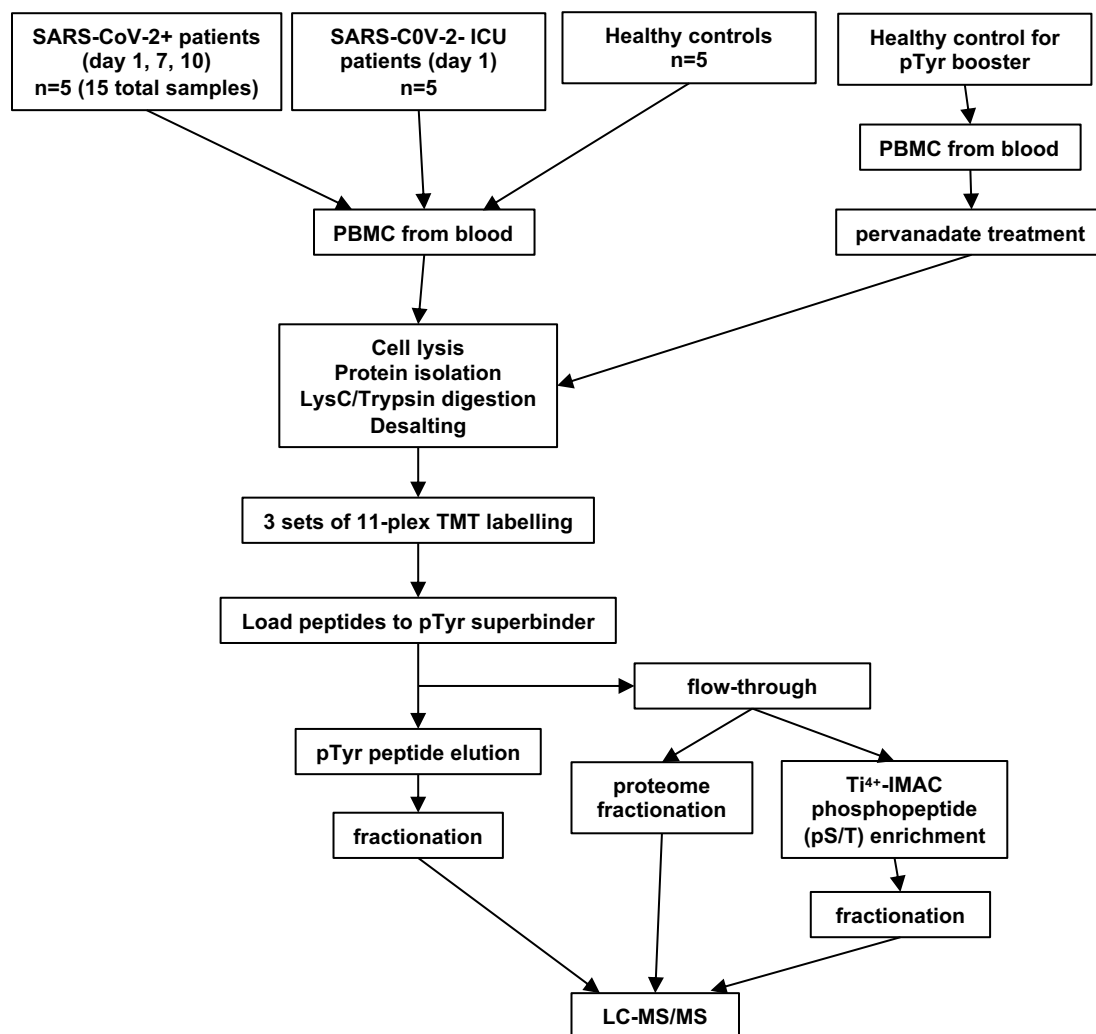 SARS-CoV-2+ patients
(day 1, 7, 10)
n=5 (15 total samples)
SARS-C0V-2- ICU
patients (day 1)
n=5
Healthy controls
n=5
Healthy control for
pTyr booster
PBMC from blood
PBMC from blood
pervanadate treatment
Cell lysis
Protein isolation
LysC/Trypsin digestion
Desalting
3 sets of 11-plex TMT labelling
Load peptides to pTyr superbinder
flow-through
pTyr peptide elution
proteome
fractionation
Ti⁴⁺-IMAC
phosphopeptide
(pS/T) enrichment
fractionation
fractionation
LC-MS/MS